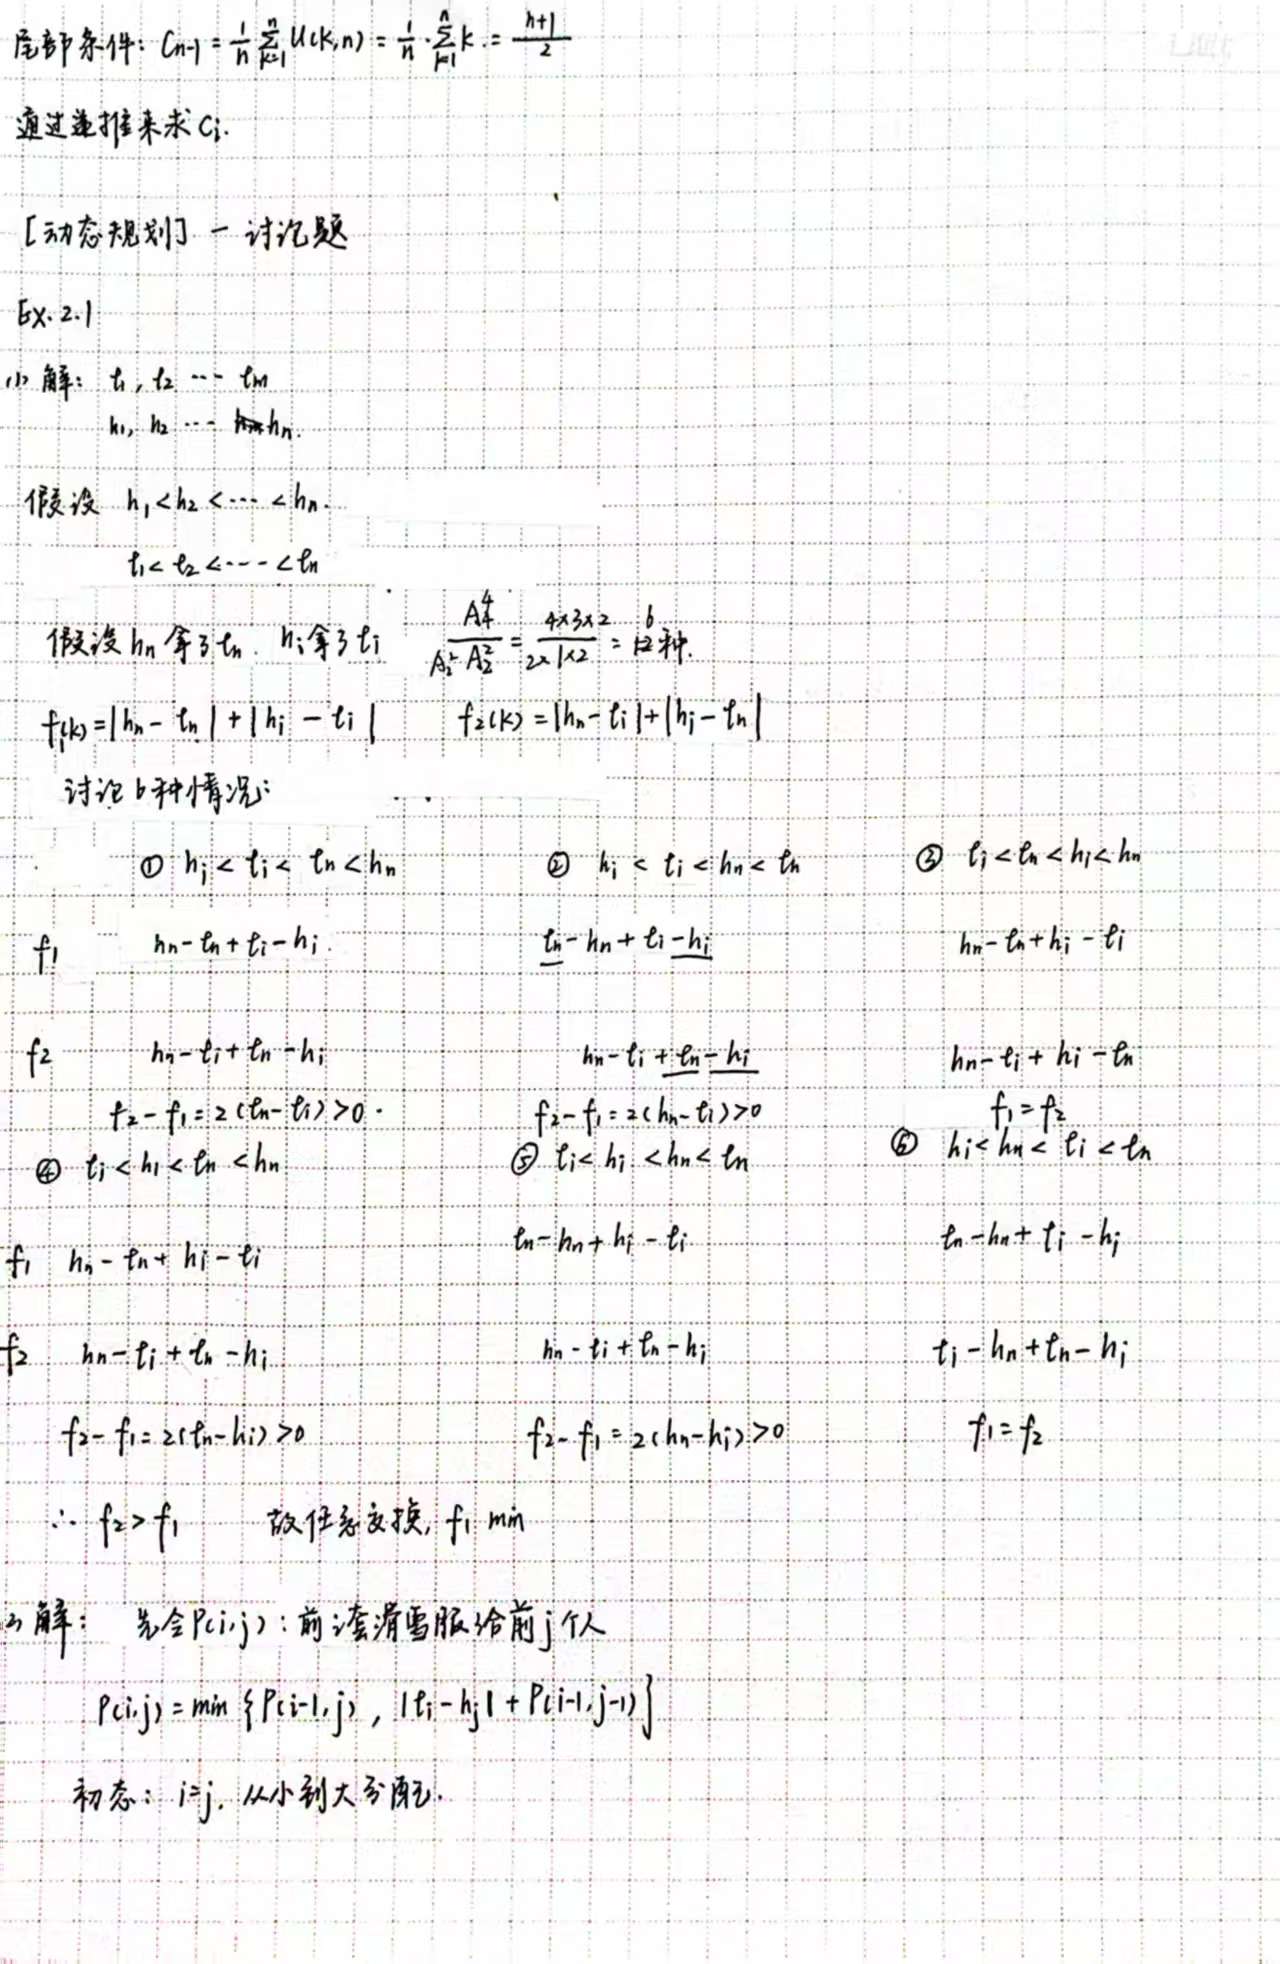 尾部条件: C_{n-1} = \frac{1}{n} \sum_{k=1}^{n} U(k,n) = \frac{1}{n} · \sum_{k=1}^{n} k = \frac{n+1}{2}
通过递推来求 C_i.
[动态规划] - 讨论题
Ex. 2.1
(1) 解: t_1, t_2 ··· t_m
h_1, h_2 ··· h_n.
假设 h_1 < h_2 < ··· < h_n.
t_1 < t_2 < ··· < t_n
假设 h_n 拿了 t_n. h_i 拿了 t_i \frac{A_4^4}{A_2^2 A_2^2} = \frac{4×3×2}{2×1×2} = 6 种.
f_1(k) = |h_n - t_n| + |h_i - t_i| f_2(k) = |h_n - t_i| + |h_i - t_n|
讨论 6 种情况:
① h_i < t_i < t_n < h_n ② h_i < t_i < h_n < t_n ③ t_i < t_n < h_i < h_n
f_1 h_n - t_n + t_i - h_i. t_n - h_n + t_i - h_i h_n - t_n + h_i - t_i
f_2 h_n - t_i + t_n - h_i h_n - t_i + t_n - h_i h_n - t_i + h_i - t_n
f_2 - f_1 = 2(t_n - t_i) > 0. f_2 - f_1 = 2(h_n - t_i) > 0 f_1 = f_2
④ t_i < h_i < t_n < h_n ⑤ t_i < h_i < h_n < t_n ⑥ h_i < h_n < t_i < t_n
f_1 h_n - t_n + h_i - t_i t_n - h_n + h_i - t_i t_n - h_n + t_i - h_i
f_2 h_n - t_i + t_n - h_i h_n - t_i + t_n - h_i t_i - h_n + t_n - h_i
f_2 - f_1 = 2(t_n - h_i) > 0 f_2 - f_1 = 2(h_n - h_i) > 0 f_1 = f_2
∴ f_2 > f_1 故任意交换, f_1 min
解: 先令 P(i,j): 前 i 套滑雪服给前 j 个人
P(i,j) = min {P(i-1,j), |t_i - h_j| + P(i-1,j-1)}
初态: i=j, 从小到大分配.